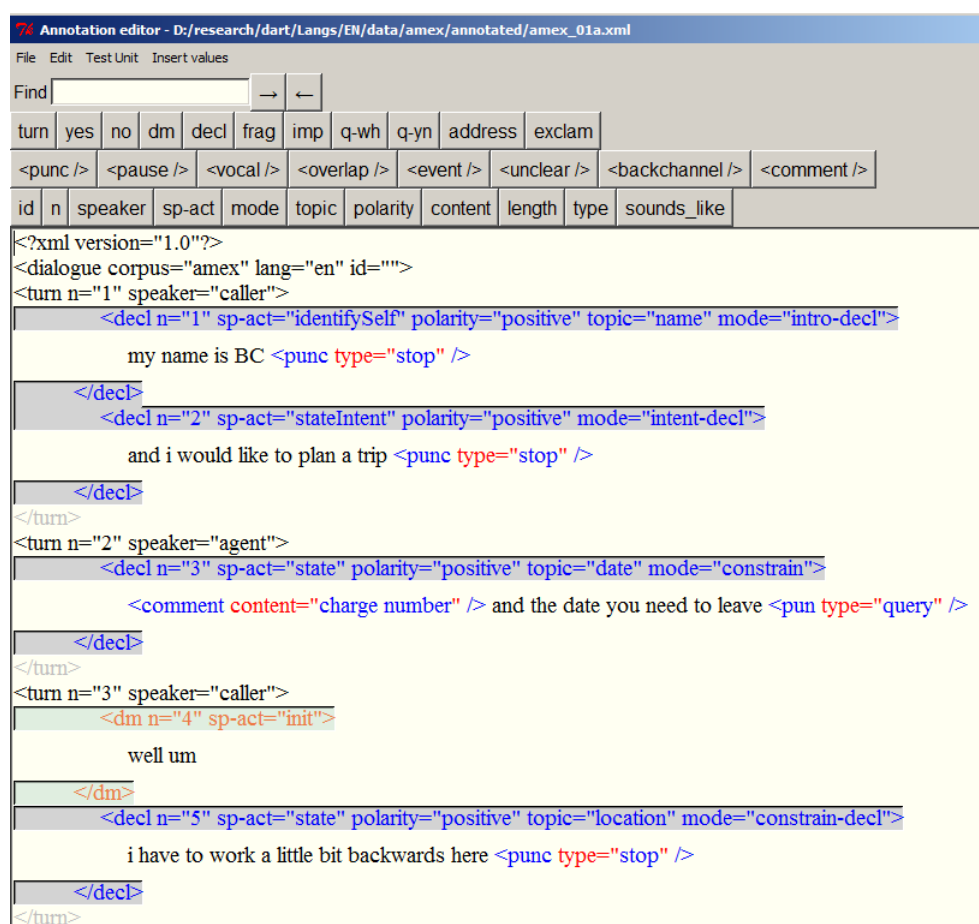 Annotation editor - D:/research/dart/Langs/EN/data/amex/annotated/amex_01a.xml
File Edit Test Unit Insert values
Find → ←
turn yes no dm decl frag imp q-wh q-yn address exclam
<punc /> <pause /> <vocal /> <overlap /> <event /> <unclear /> <backchannel /> <comment />
id n speaker sp-act mode topic polarity content length type sounds_like
<?xml version="1.0"?>
<dialogue corpus="amex" lang="en" id="">
<turn n="1" speaker="caller">
<decl n="1" sp-act="identifySelf" polarity="positive" topic="name" mode="intro-decl">
my name is BC <punc type="stop" />
</decl>
<decl n="2" sp-act="stateIntent" polarity="positive" mode="intent-decl">
and i would like to plan a trip <punc type="stop" />
</decl>
</turn>
<turn n="2" speaker="agent">
<decl n="3" sp-act="state" polarity="positive" topic="date" mode="constrain">
<comment content="charge number" /> and the date you need to leave <pun type="query" />
</decl>
</turn>
<turn n="3" speaker="caller">
<dm n="4" sp-act="init">
well um
</dm>
<decl n="5" sp-act="state" polarity="positive" topic="location" mode="constrain-decl">
i have to work a little bit backwards here <punc type="stop" />
</decl>
</turn>